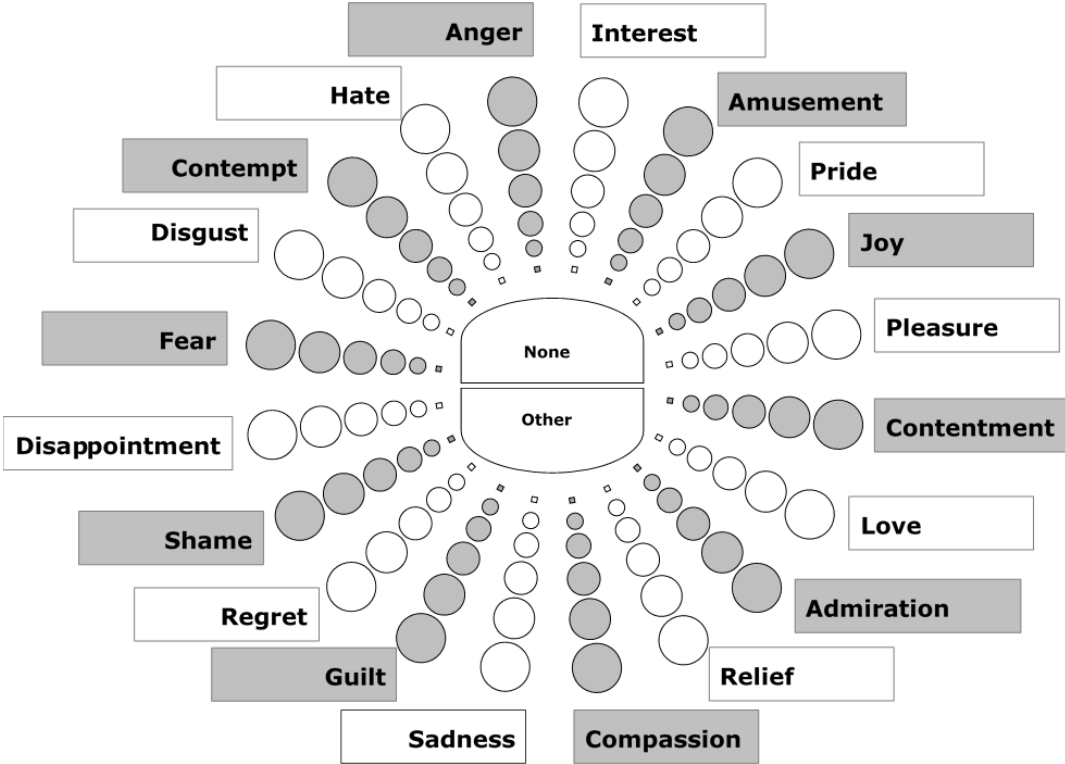 Anger
Interest
Hate
Amusement
Contempt
Pride
Disgust
Joy
Fear
Pleasure
None
Other
Disappointment
Contentment
Shame
Love
Regret
Admiration
Guilt
Relief
Sadness
Compassion